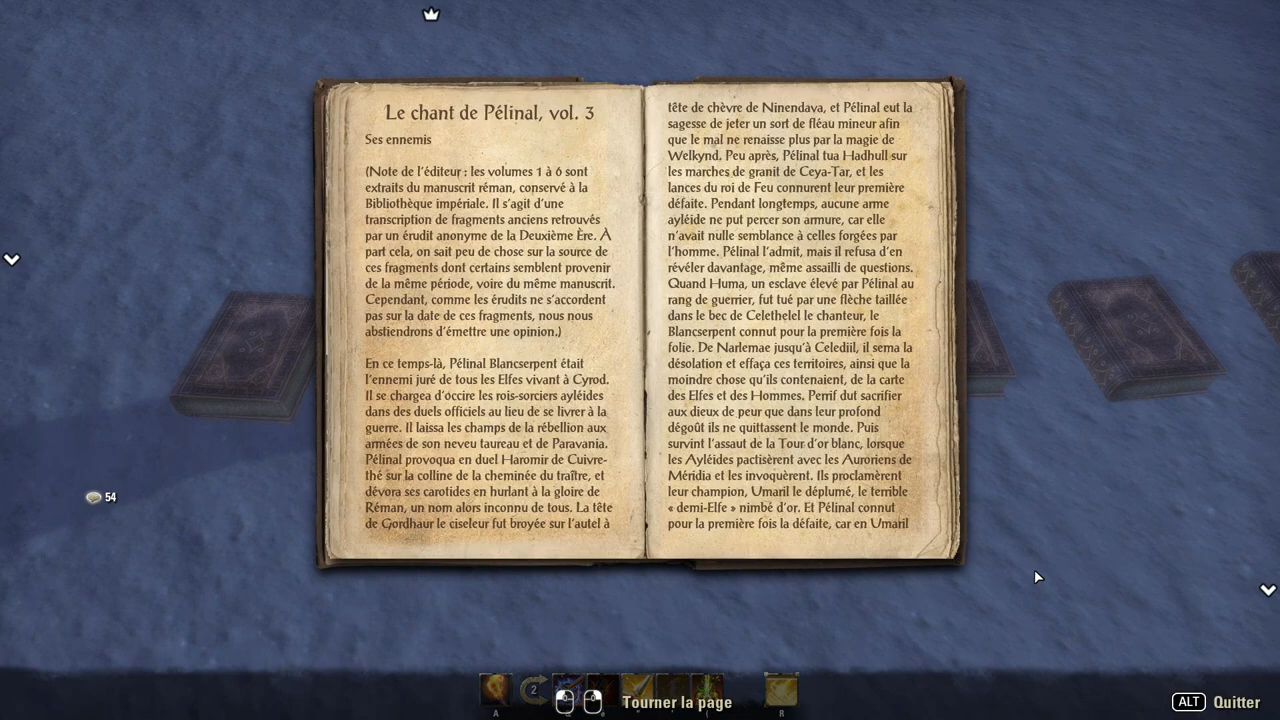 Le chant de Pélinal, vol. 3
Ses ennemis
(Note de l'éditeur : les volumes 1 à 6 sont
extraits du manuscrit réman, conservé à la
Bibliothèque impériale. Il s'agit d'une
transcription de fragments anciens retrouvés
par un érudit anonyme de la Deuxième Ère. À
part cela, on sait peu de chose sur la source de
ces fragments dont certains semblent provenir
de la même période, voire du même manuscrit.
Cependant, comme les érudits ne s'accordent
pas sur la date de ces fragments, nous nous
abstiendrons d'émettre une opinion.)
En ce temps-là, Pélinal Blancserpent était
l'ennemi juré de tous les Elfes vivant à Cyrod.
Il se chargea d'occire les rois-sorciers ayléides
dans des duels officiels au lieu de se livrer à la
guerre. Il laissa les champs de la rébellion aux
armées de son neveu taureau et de Paravania.
Pélinal provoqua en duel Haromir de Cuivre-
thé sur la colline de la cheminée du traître, et
dévora ses carotides en hurlant à la gloire de
Réman, un nom alors inconnu de tous. La tête
de Gordhaur le ciseleur fut broyée sur l'autel à
tête de chèvre de Ninendava, et Pélinal eut la
sagesse de jeter un sort de fléau mineur afin
que le mal ne renaisse plus par la magie de
Welkynd. Peu après, Pélinal tua Hadhull sur
les marches de granit de Ceya-Tar, et les
lances du roi de Feu connurent leur première
défaite. Pendant longtemps, aucune arme
ayléide ne put percer son armure, car elle
n'avait nulle semblance à celles forgées par
l'homme. Pélinal l'admit, mais il refusa d'en
révéler davantage, même assailli de questions.
Quand Huma, un esclave élevé par Pélinal au
rang de guerrier, fut tué par une flèche taillée
dans le bec de Celethelel le chanteur, le
Blancserpent connut pour la première fois la
folie. De Narlemae jusqu'à Celediil, il sema la
désolation et effaça ces territoires, ainsi que la
moindre chose qu'ils contenaient, de la carte
des Elfes et des Hommes. Perrif dut sacrifier
aux dieux de peur que dans leur profond
dégoût ils ne quittassent le monde. Puis
survint l'assaut de la Tour d'or blanc, lorsque
les Ayléides pactisèrent avec les Auroriens de
Méridia et les invoquèrent. Ils proclamèrent
leur champion, Umaril le déplumé, le terrible
« demi-Elfe » nimbé d'or. Et Pélinal connut
pour la première fois la défaite, car en Umaril
54
2
A
R
Tourner la page
ALT Quitter